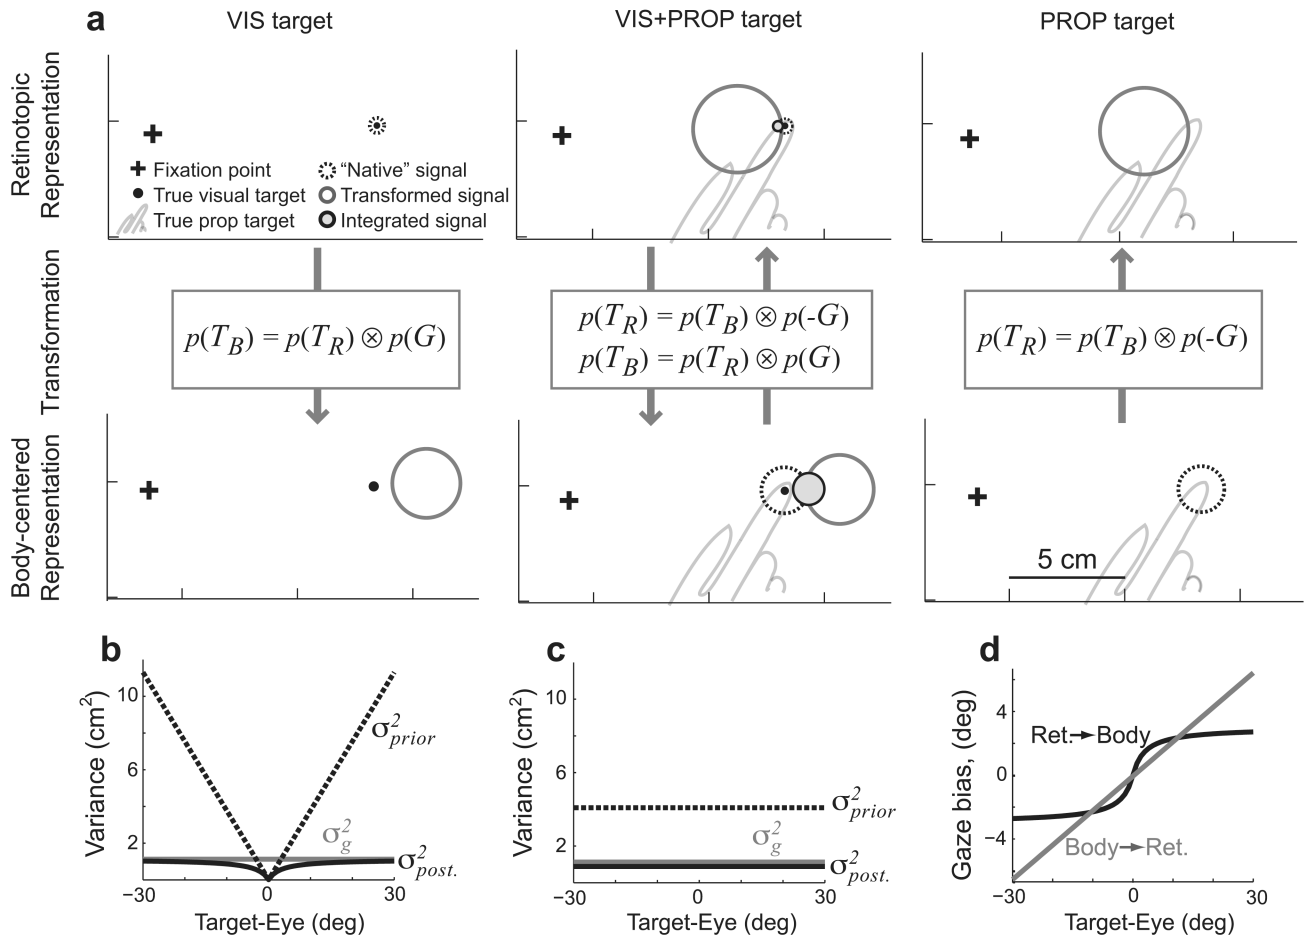 a
VIS target
VIS+PROP target
PROP target
Retinotopic
Representation
Fixation point
"Native" signal
True visual target
Transformed signal
True prop target
Integrated signal
Transformation
p(T_B) = p(T_R) ⊗ p(G)
p(T_R) = p(T_B) ⊗ p(-G)
p(T_B) = p(T_R) ⊗ p(G)
p(T_R) = p(T_B) ⊗ p(-G)
Body-centered
Representation
5 cm
b
Variance (cm²)
10
6
2
σ²prior
σ²g
σ²post.
−30 0 30
Target-Eye (deg)
c
Variance (cm²)
10
6
2
σ²prior
σ²g
σ²post.
−30 0 30
Target-Eye (deg)
d
Gaze bias, (deg)
4
0
−4
Ret.→Body
Body→Ret.
−30 0 30
Target-Eye (deg)